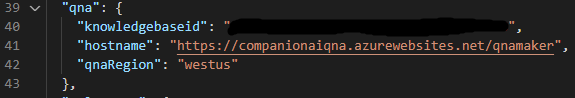 39 "qna": {
40 "knowledgebaseid": "",
41 "hostname": "https://companionaiqna.azurewebsites.net/qnamaker",
42 "qnaRegion": "westus"
43 },